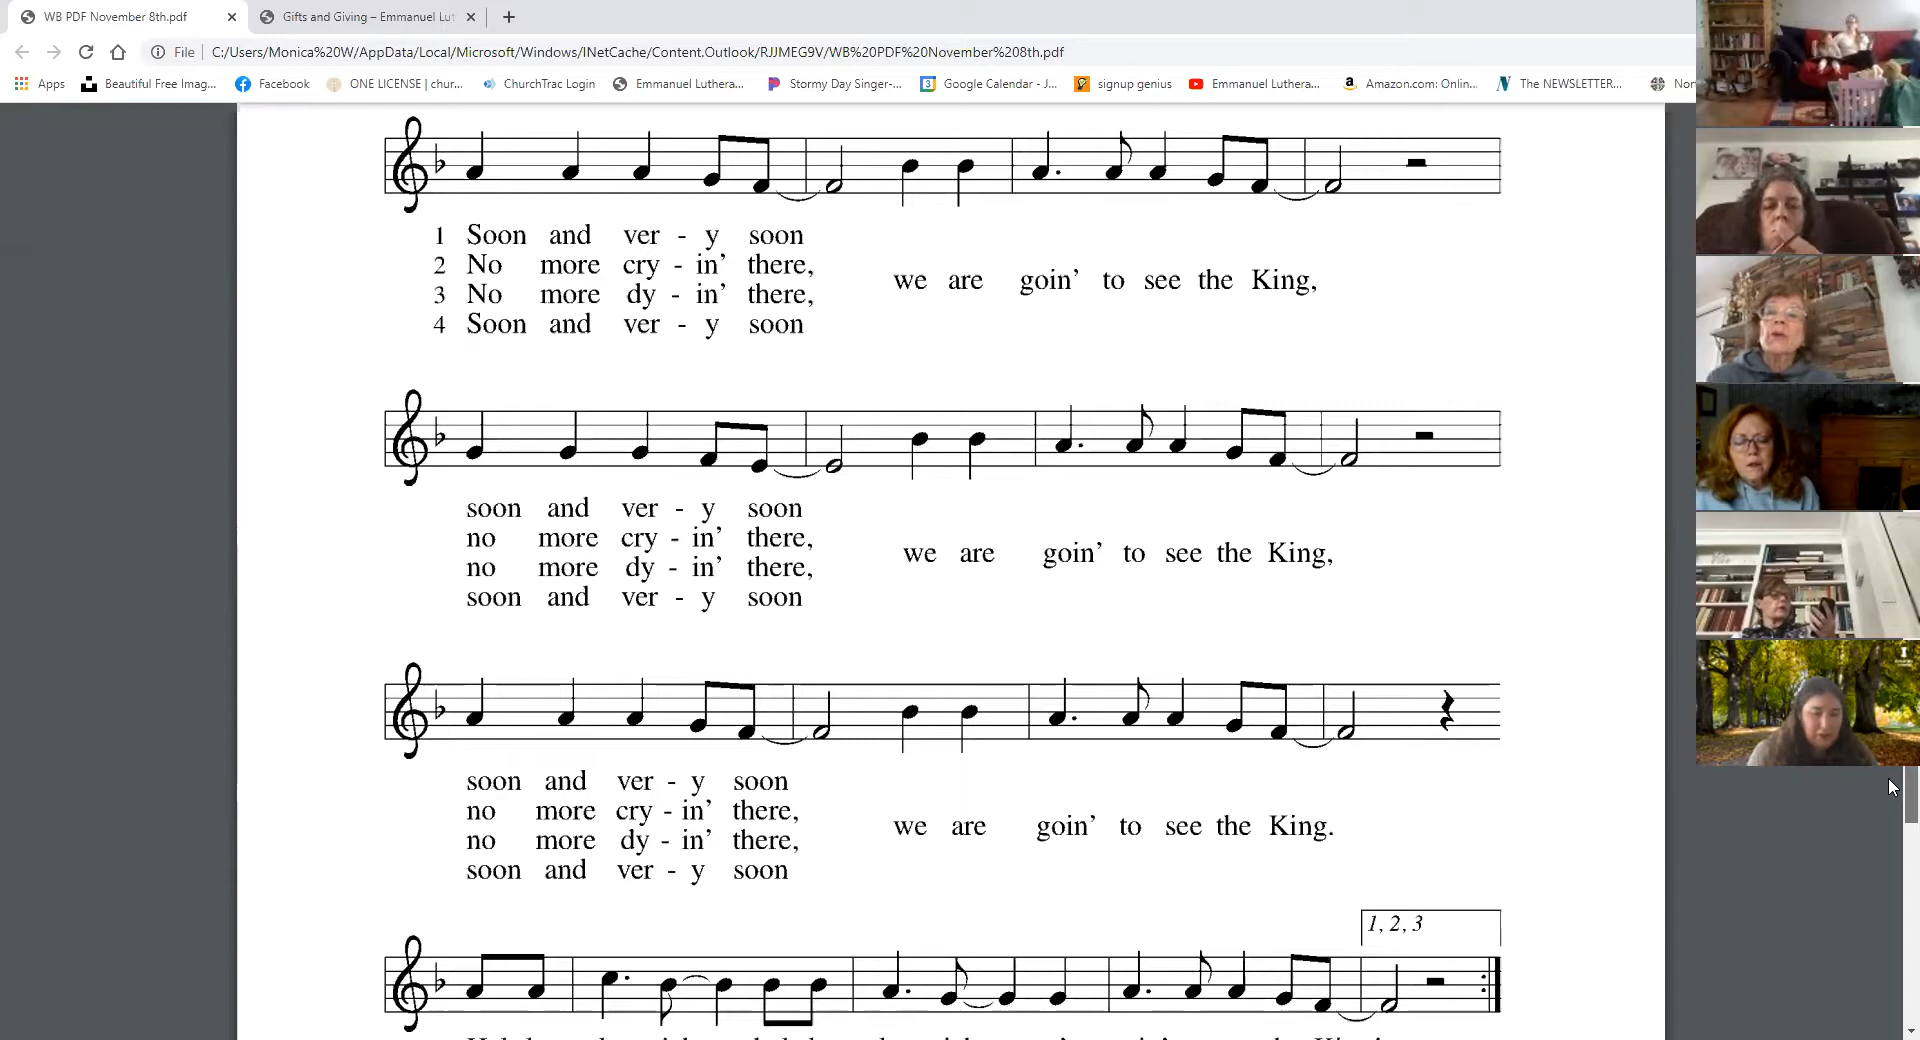 WB PDF November 8th.pdf
Gifts and Giving – Emmanuel Lut
File C:/Users/Monica%20W/AppData/Local/Microsoft/Windows/INetCache/Content.Outlook/RJJMEG9V/WB%20PDF%20November%208th.pdf
Apps Beautiful Free Imag... Facebook ONE LICENSE | chur... ChurchTrac Login Emmanuel Luthera... Stormy Day Singer-... Google Calendar - J... signup genius Emmanuel Luthera... Amazon.com: Onlin... The NEWSLETTER... Nor
1 Soon and ver - y soon
2 No more cry - in’ there,
we are goin’ to see the King,
3 No more dy - in’ there,
4 Soon and ver - y soon
soon and ver - y soon
no more cry - in’ there,
we are goin’ to see the King,
no more dy - in’ there,
soon and ver - y soon
soon and ver - y soon
no more cry - in’ there,
we are goin’ to see the King.
no more dy - in’ there,
soon and ver - y soon
1, 2, 3